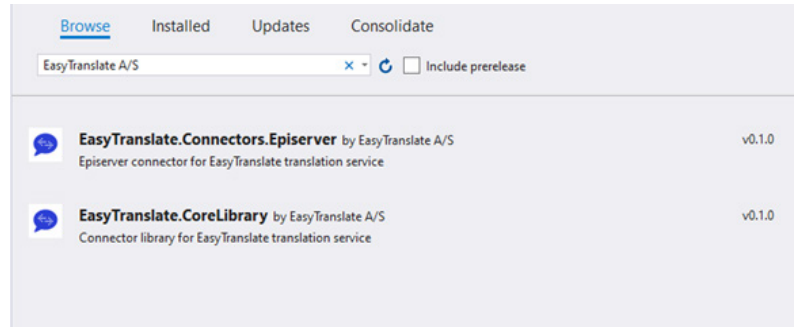 Browse Installed Updates Consolidate
EasyTranslate A/S Include prerelease
EasyTranslate.Connectors.Episerver by EasyTranslate A/S v0.1.0
Episerver connector for EasyTranslate translation service
EasyTranslate.CoreLibrary by EasyTranslate A/S v0.1.0
Connector library for EasyTranslate translation service